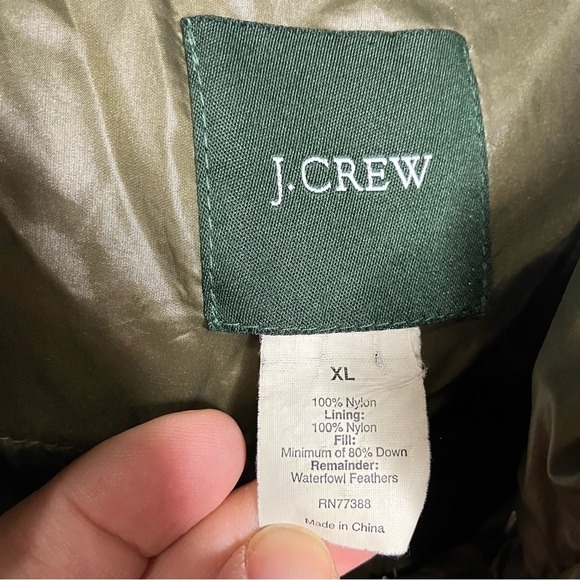 J.CREW
XL
100% Nylon
Lining:
100% Nylon
Fill:
Minimum of 80% Down
Remainder:
Waterfowl Feathers
RN77388
Made in China